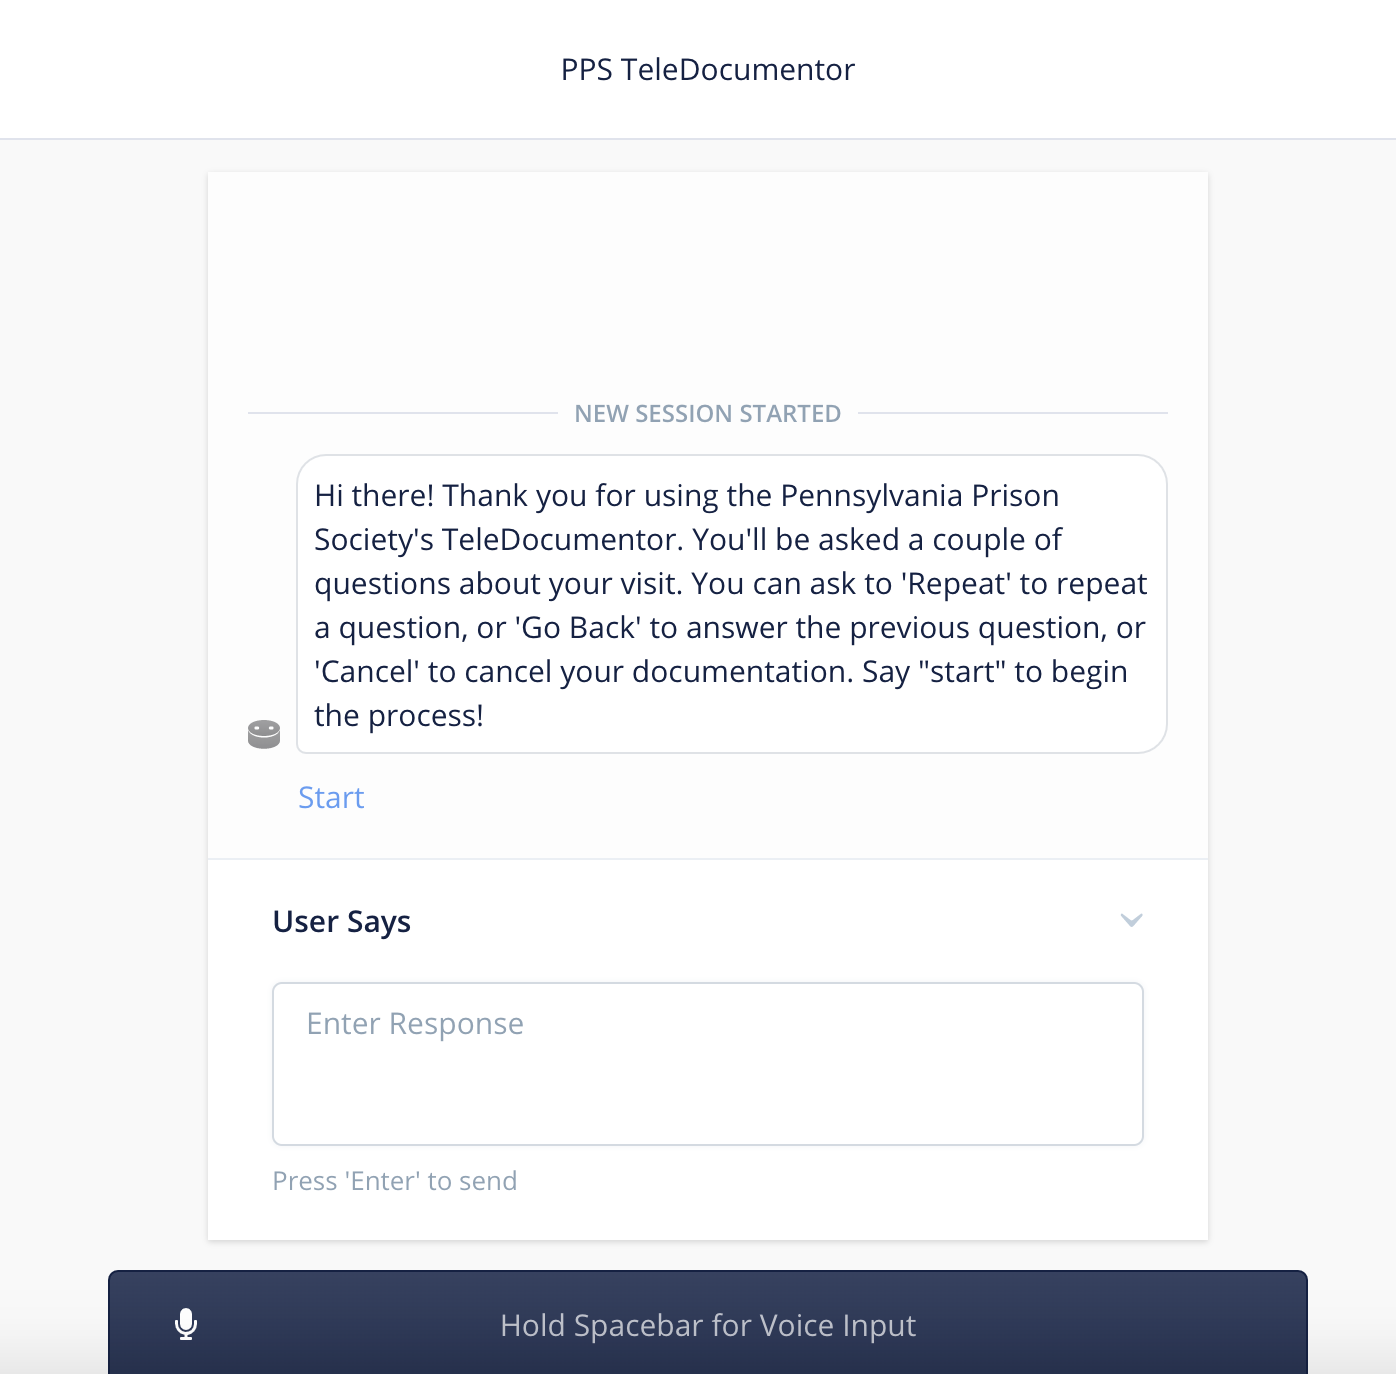 PPS TeleDocumentor
NEW SESSION STARTED
Hi there! Thank you for using the Pennsylvania Prison
Society's TeleDocumentor. You'll be asked a couple of
questions about your visit. You can ask to 'Repeat' to repeat
a question, or 'Go Back' to answer the previous question, or
'Cancel' to cancel your documentation. Say "start" to begin
the process!
Start
User Says
Enter Response
Press 'Enter' to send
Hold Spacebar for Voice Input